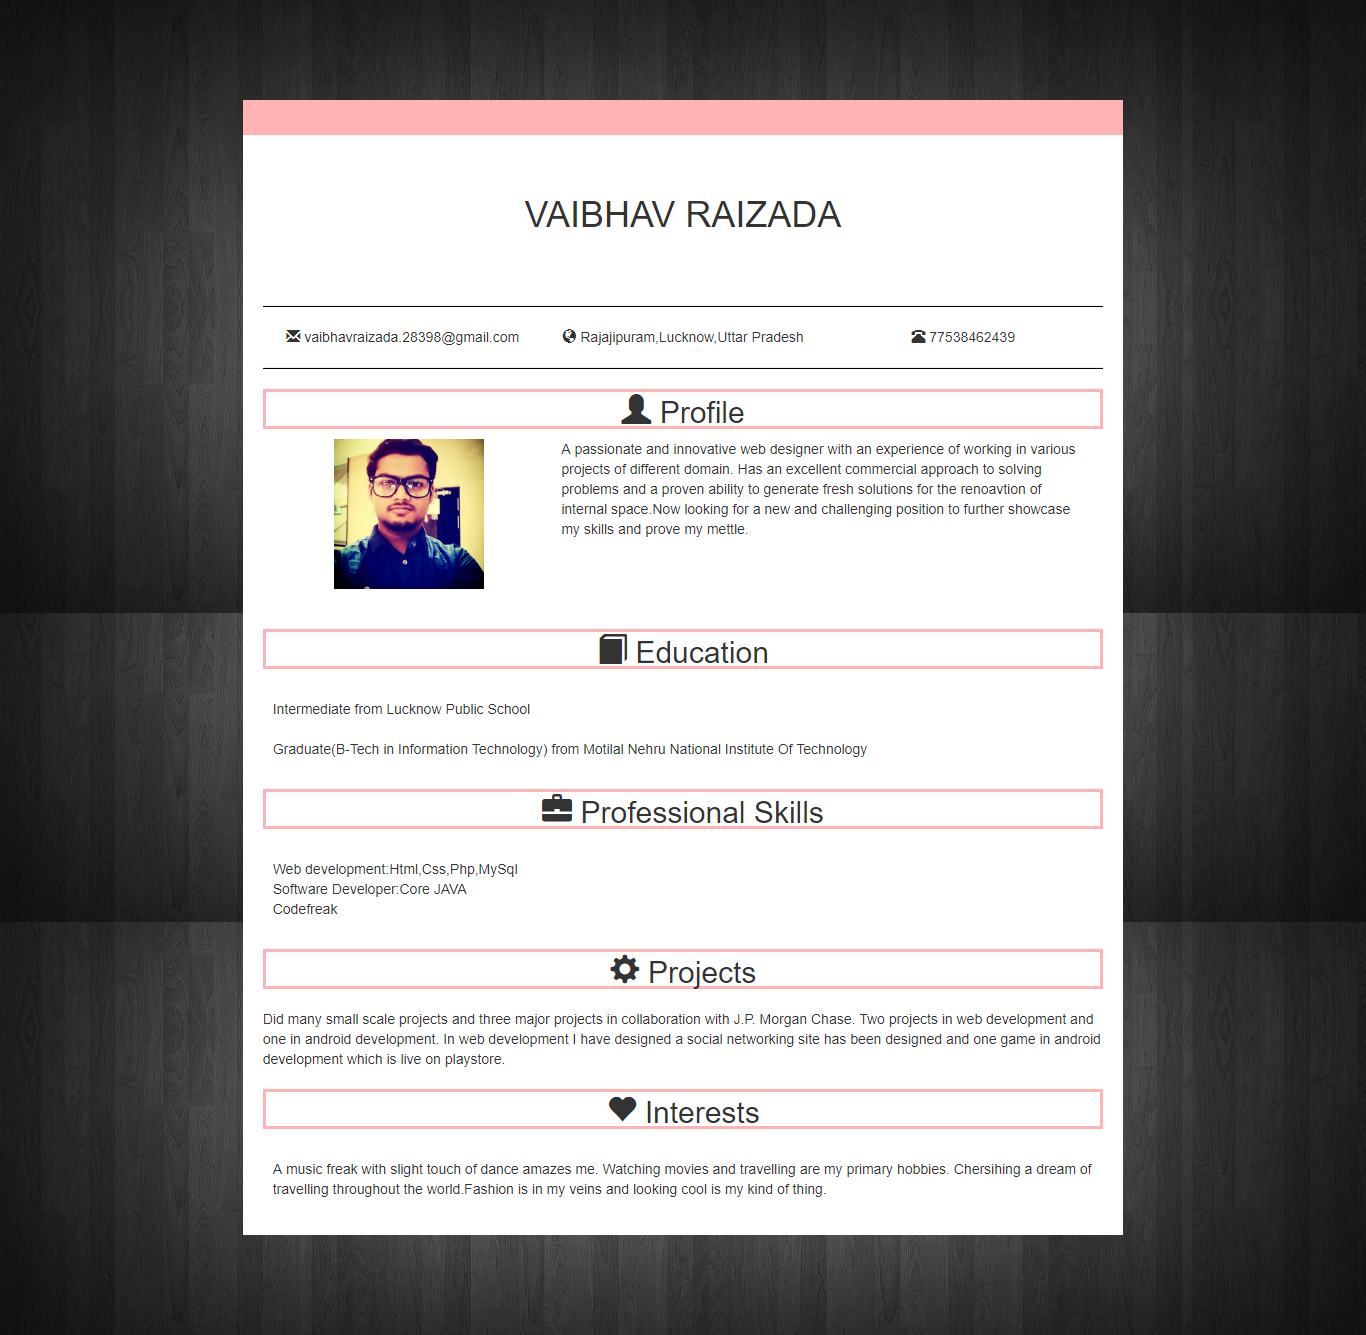 VAIBHAV RAIZADA
vaibhavraizada.28398@gmail.com Rajajipuram,Lucknow,Uttar Pradesh 77538462439
Profile
A passionate and innovative web designer with an experience of working in various
projects of different domain. Has an excellent commercial approach to solving
problems and a proven ability to generate fresh solutions for the renoavtion of
internal space.Now looking for a new and challenging position to further showcase
my skills and prove my mettle.
Education
Intermediate from Lucknow Public School
Graduate(B-Tech in Information Technology) from Motilal Nehru National Institute Of Technology
Professional Skills
Web development:Html,Css,Php,MySql
Software Developer:Core JAVA
Codefreak
Projects
Did many small scale projects and three major projects in collaboration with J.P. Morgan Chase. Two projects in web development and
one in android development. In web development I have designed a social networking site has been designed and one game in android
development which is live on playstore.
Interests
A music freak with slight touch of dance amazes me. Watching movies and travelling are my primary hobbies. Chersihing a dream of
travelling throughout the world.Fashion is in my veins and looking cool is my kind of thing.